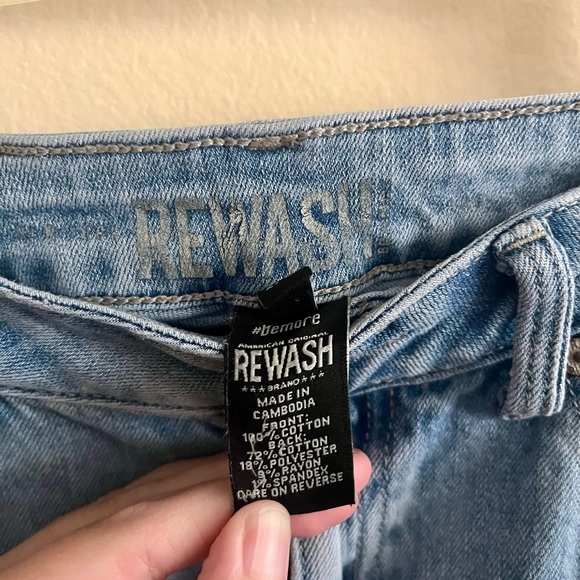 REWASH
#bemore
AMERICAN ORIGINAL
REWASH
***BRAND***
MADE IN
CAMBODIA
FRONT:
100%COTTON
BACK:
72%COTTON
18%POLYESTER
9%RAYON
1%SPANDEX
CARE ON REVERSE